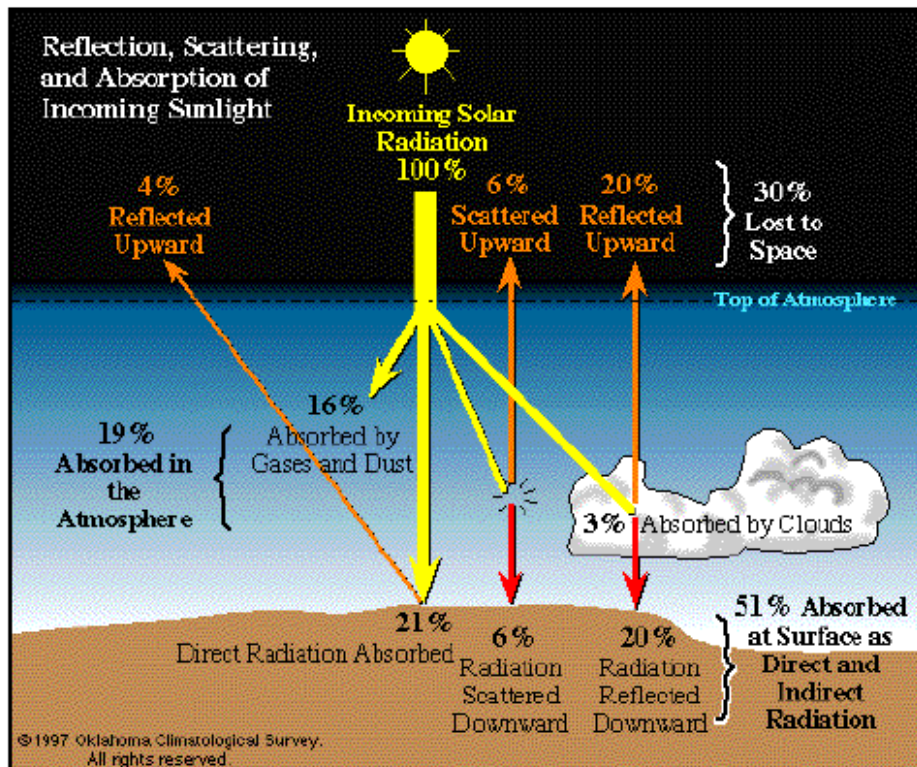 Reflection, Scattering,
and Absorption of
Incoming Sunlight
Incoming Solar
Radiation
100%
4%
Reflected
Upward
6%
Scattered
Upward
20%
Reflected
Upward
30%
Lost to
Space
Top of Atmosphere
19%
Absorbed in
the
Atmosphere
16%
Absorbed by
Gases and Dust
3% Absorbed by Clouds
21%
Direct Radiation Absorbed
6%
Radiation
Scattered
Downward
20%
Radiation
Reflected
Downward
51% Absorbed
at Surface as
Direct and
Indirect
Radiation
©1997 Oklahoma Climatological Survey.
All rights reserved.